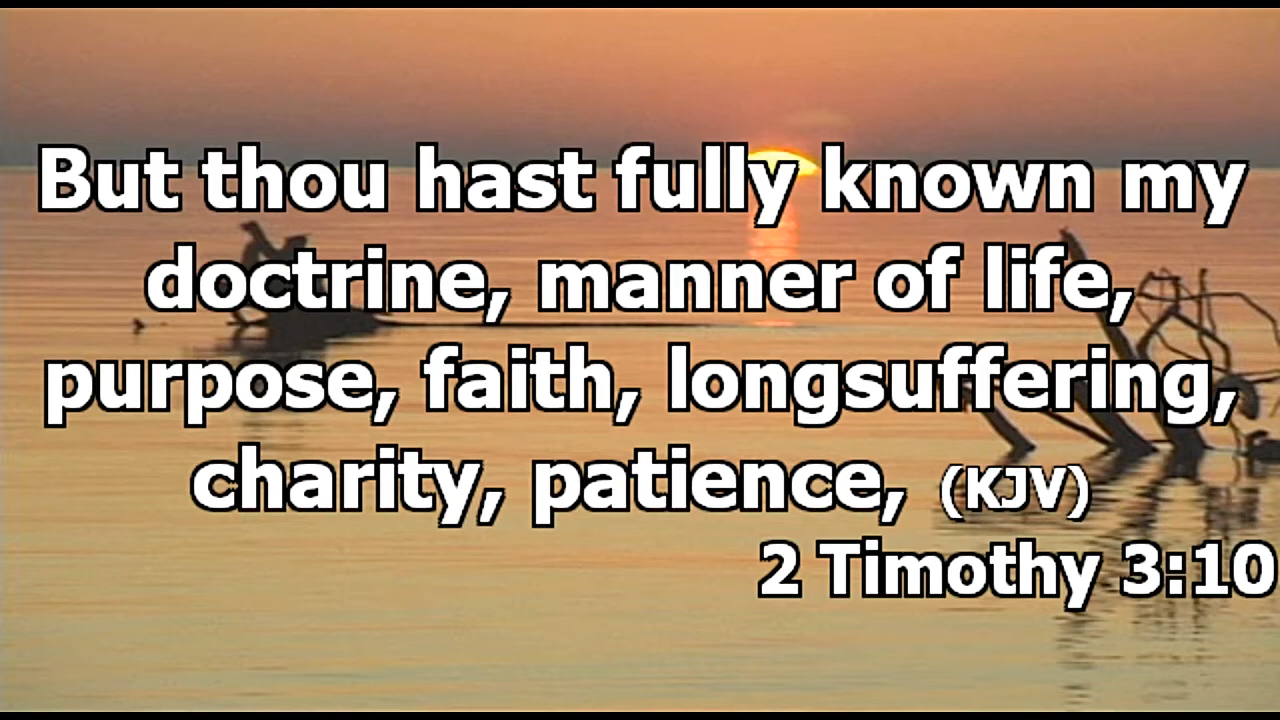 But thou hast fully known my
doctrine, manner of life,
purpose, faith, longsuffering,
charity, patience, (KJV)
2 Timothy 3:10